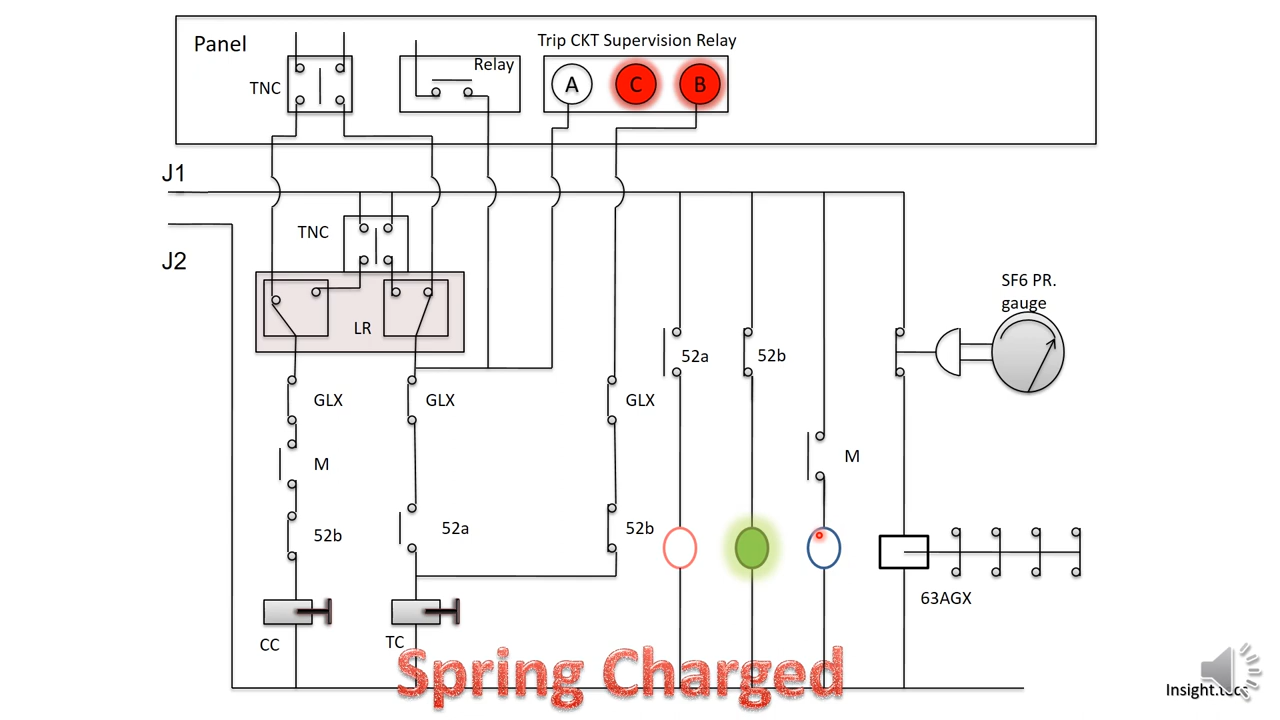 Trip CKT Supervision Relay
Panel
Relay
TNC
A
C
B
J1
TNC
J2
SF6 PR.
gauge
LR
52a
52b
GLX
GLX
GLX
M
M
52b
52a
52b
63AGX
CC
TC
Spring Charged